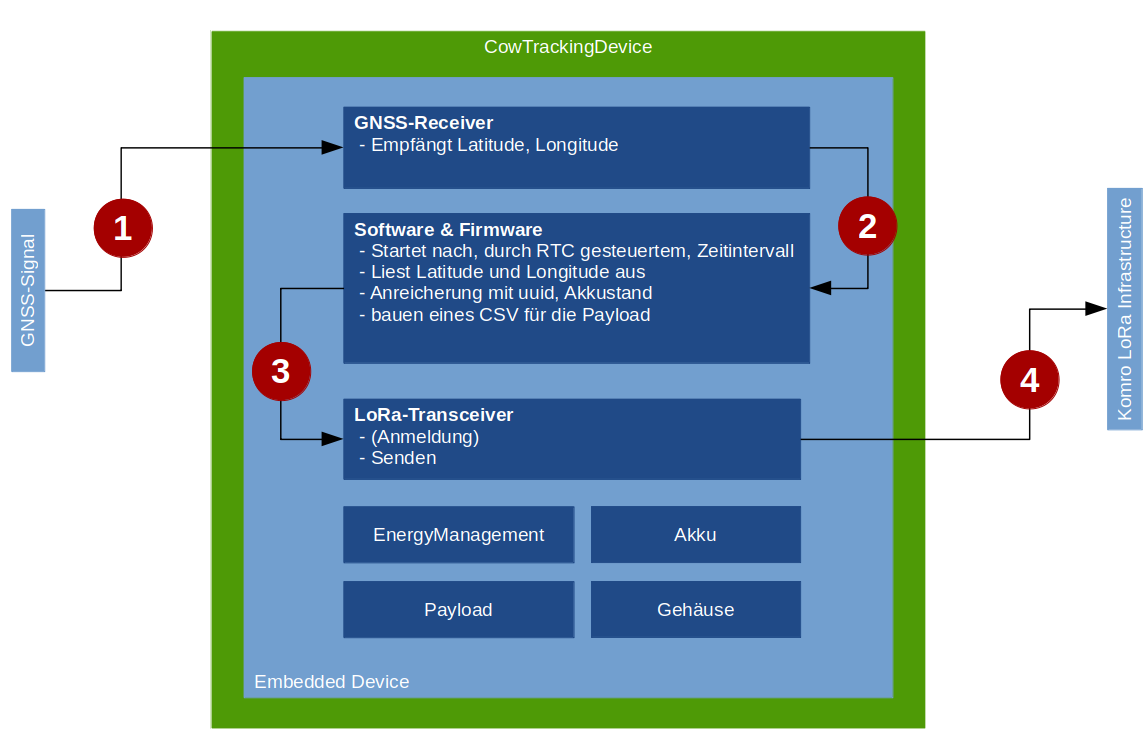 CowTrackingDevice
GNSS-Receiver
- Empfängt Latitude, Longitude
1
2
GNSS-Signal
Software & Firmware
- Startet nach, durch RTC gesteuertem, Zeitintervall
- Liest Latitude und Longitude aus
- Anreicherung mit uuid, Akkustand
- bauen eines CSV für die Payload
3
4
Komro LoRa Infrastructure
LoRa-Transceiver
- (Anmeldung)
- Senden
EnergyManagement
Akku
Payload
Gehäuse
Embedded Device